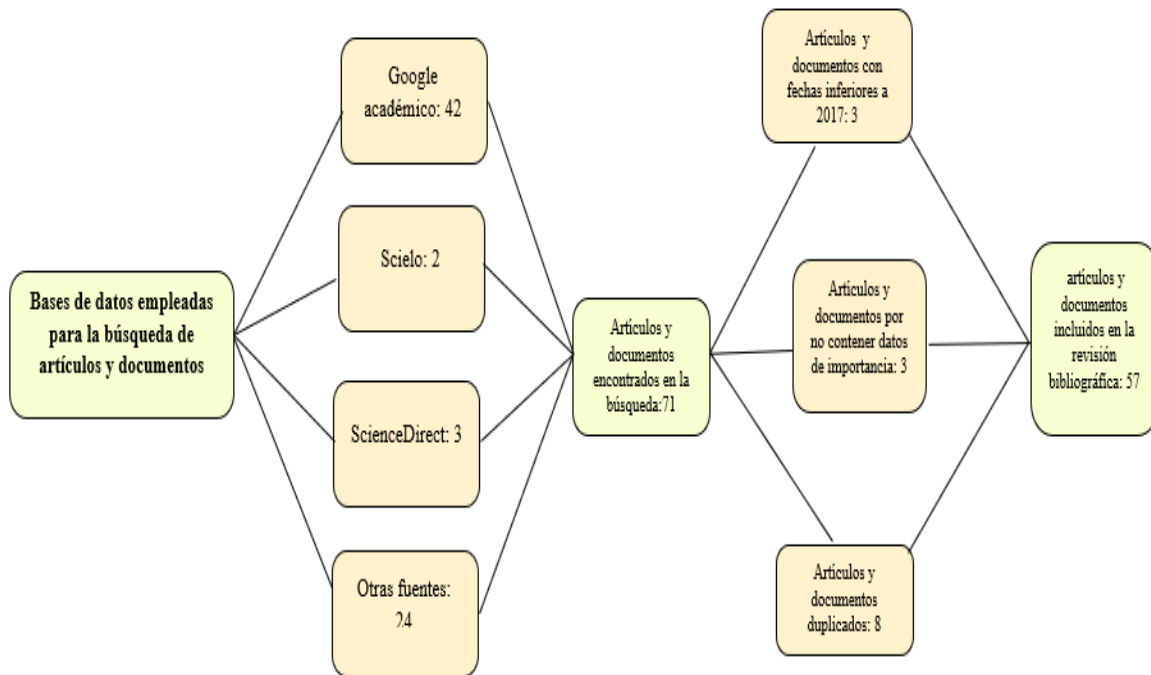 Bases de datos empleadas
para la búsqueda de
artículos y documentos
Google
académico: 42
Scielo: 2
ScienceDirect: 3
Otras fuentes:
24
Artículos y
documentos
encontrados en la
búsqueda:71
Artículos y
documentos con
fechas inferiores a
2017: 3
Artículos y
documentos por
no contener datos
de importancia: 3
Artículos y
documentos
duplicados: 8
artículos y
documentos
incluidos en la
revisión
bibliográfica: 57